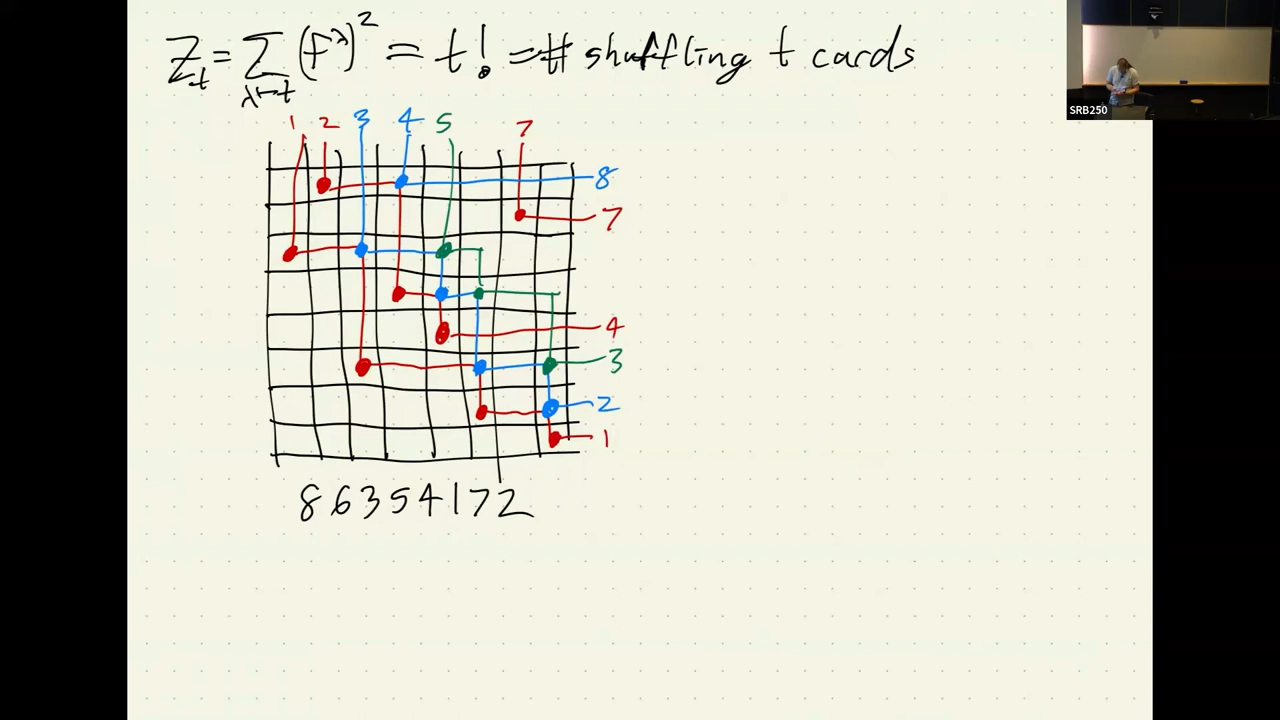 Z_t = Σ_{λ⊢t} (f^λ)^2 = t! = # shuffling t cards
1 2 3 4 5 7
8
7
4
3
2
1
8 6 3 5 4 1 7 2
SRB250